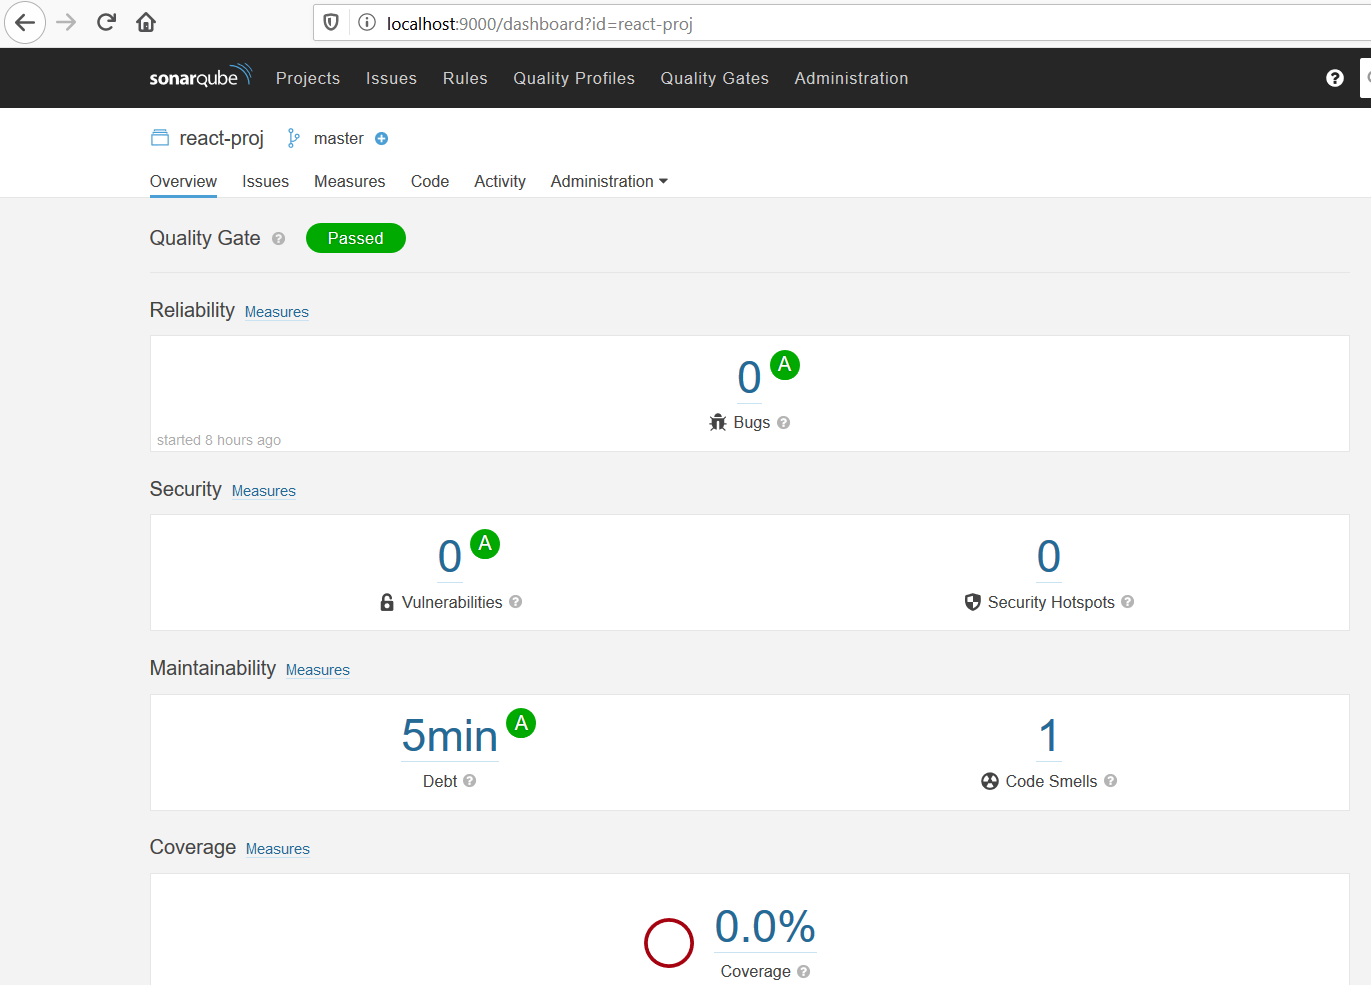 localhost:9000/dashboard?id=react-proj
sonarqube Projects Issues Rules Quality Profiles Quality Gates Administration ?
react-proj master
Overview Issues Measures Code Activity Administration
Quality Gate ? Passed
Reliability Measures
0 A
Bugs ?
started 8 hours ago
Security Measures
0 A 0
Vulnerabilities ? Security Hotspots ?
Maintainability Measures
5min A 1
Debt ? Code Smells ?
Coverage Measures
0.0%
Coverage ?